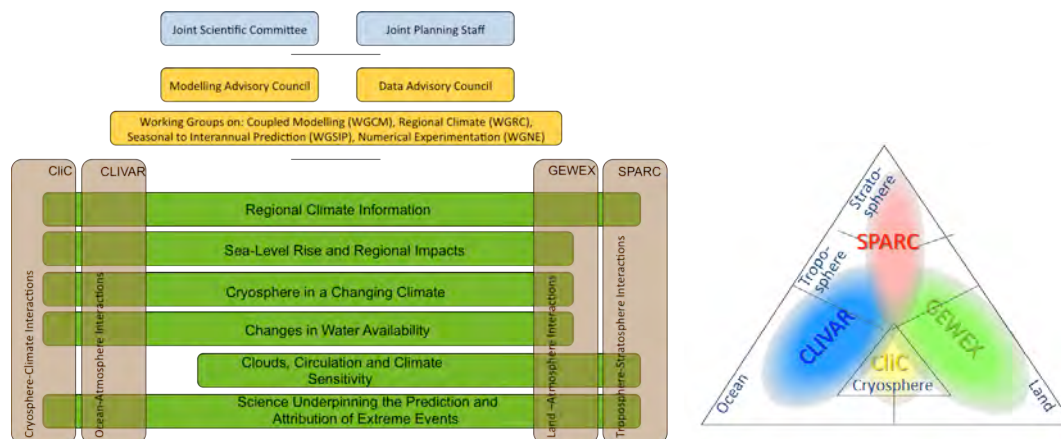 Joint Scientific Committee
Joint Planning Staff
Modelling Advisory Council
Data Advisory Council
Working Groups on: Coupled Modelling (WGCM), Regional Climate (WGRC),
Seasonal to Interannual Prediction (WGSIP), Numerical Experimentation (WGNE)
CliC
CLIVAR
GEWEX
SPARC
Regional Climate Information
Sea-Level Rise and Regional Impacts
Cryosphere in a Changing Climate
Changes in Water Availability
Clouds, Circulation and Climate
Sensitivity
Science Underpinning the Prediction and
Attribution of Extreme Events
Cryosphere-Climate Interactions
Ocean-Atmosphere Interactions
Land –Atmosphere Interactions
Troposphere-Stratosphere Interactions
Strato-
sphere
SPARC
Tropo-
sphere
CLIVAR
GEWEX
CliC
Cryosphere
Ocean
Land